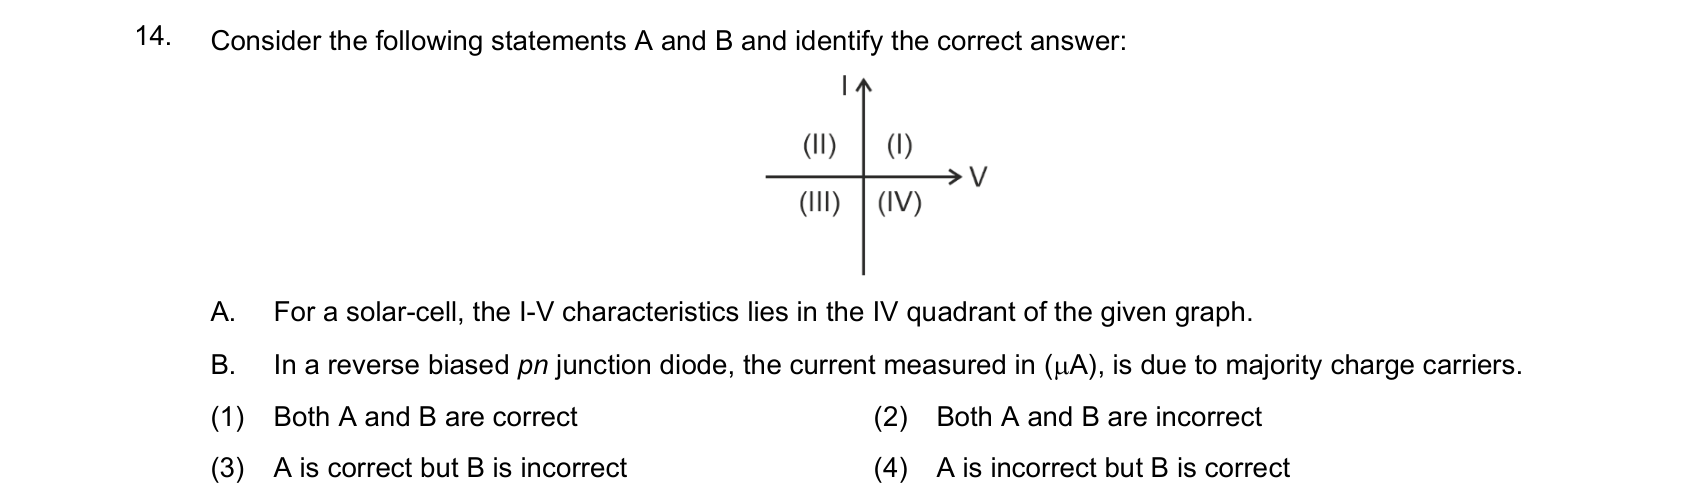 14. Consider the following statements A and B and identify the correct answer:
I
(II) (I)
V
(III) (IV)
A. For a solar-cell, the I-V characteristics lies in the IV quadrant of the given graph.
B. In a reverse biased pn junction diode, the current measured in (μA), is due to majority charge carriers.
(1) Both A and B are correct (2) Both A and B are incorrect
(3) A is correct but B is incorrect (4) A is incorrect but B is correct